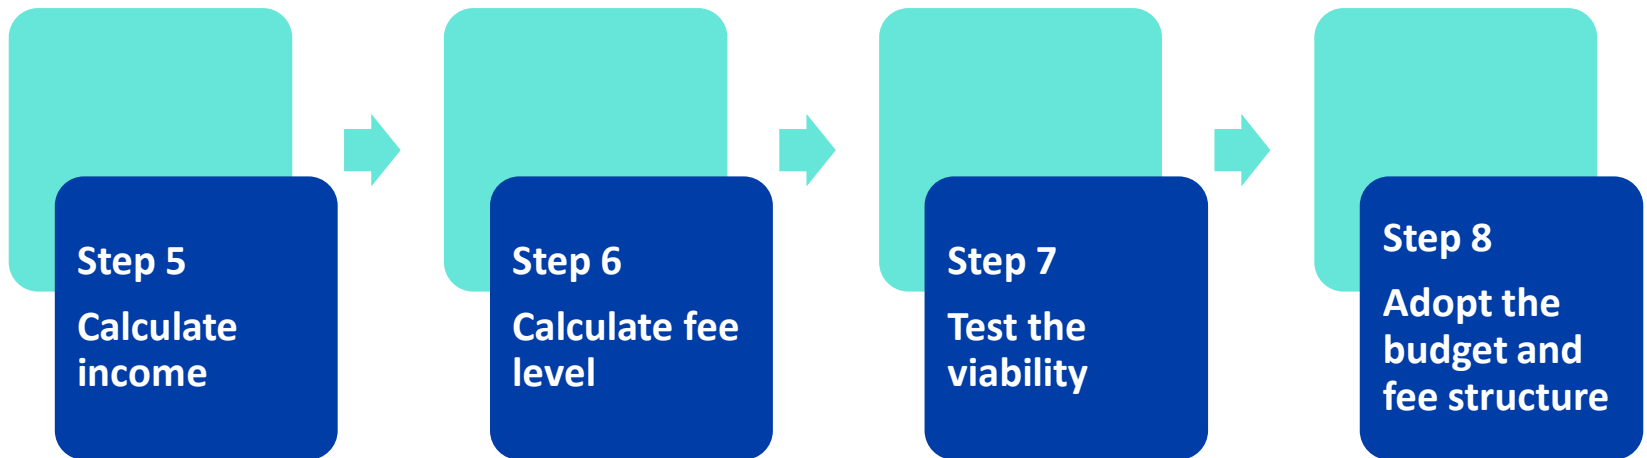 Step 5
Calculate
income
Step 6
Calculate fee
level
Step 7
Test the
viability
Step 8
Adopt the
budget and
fee structure